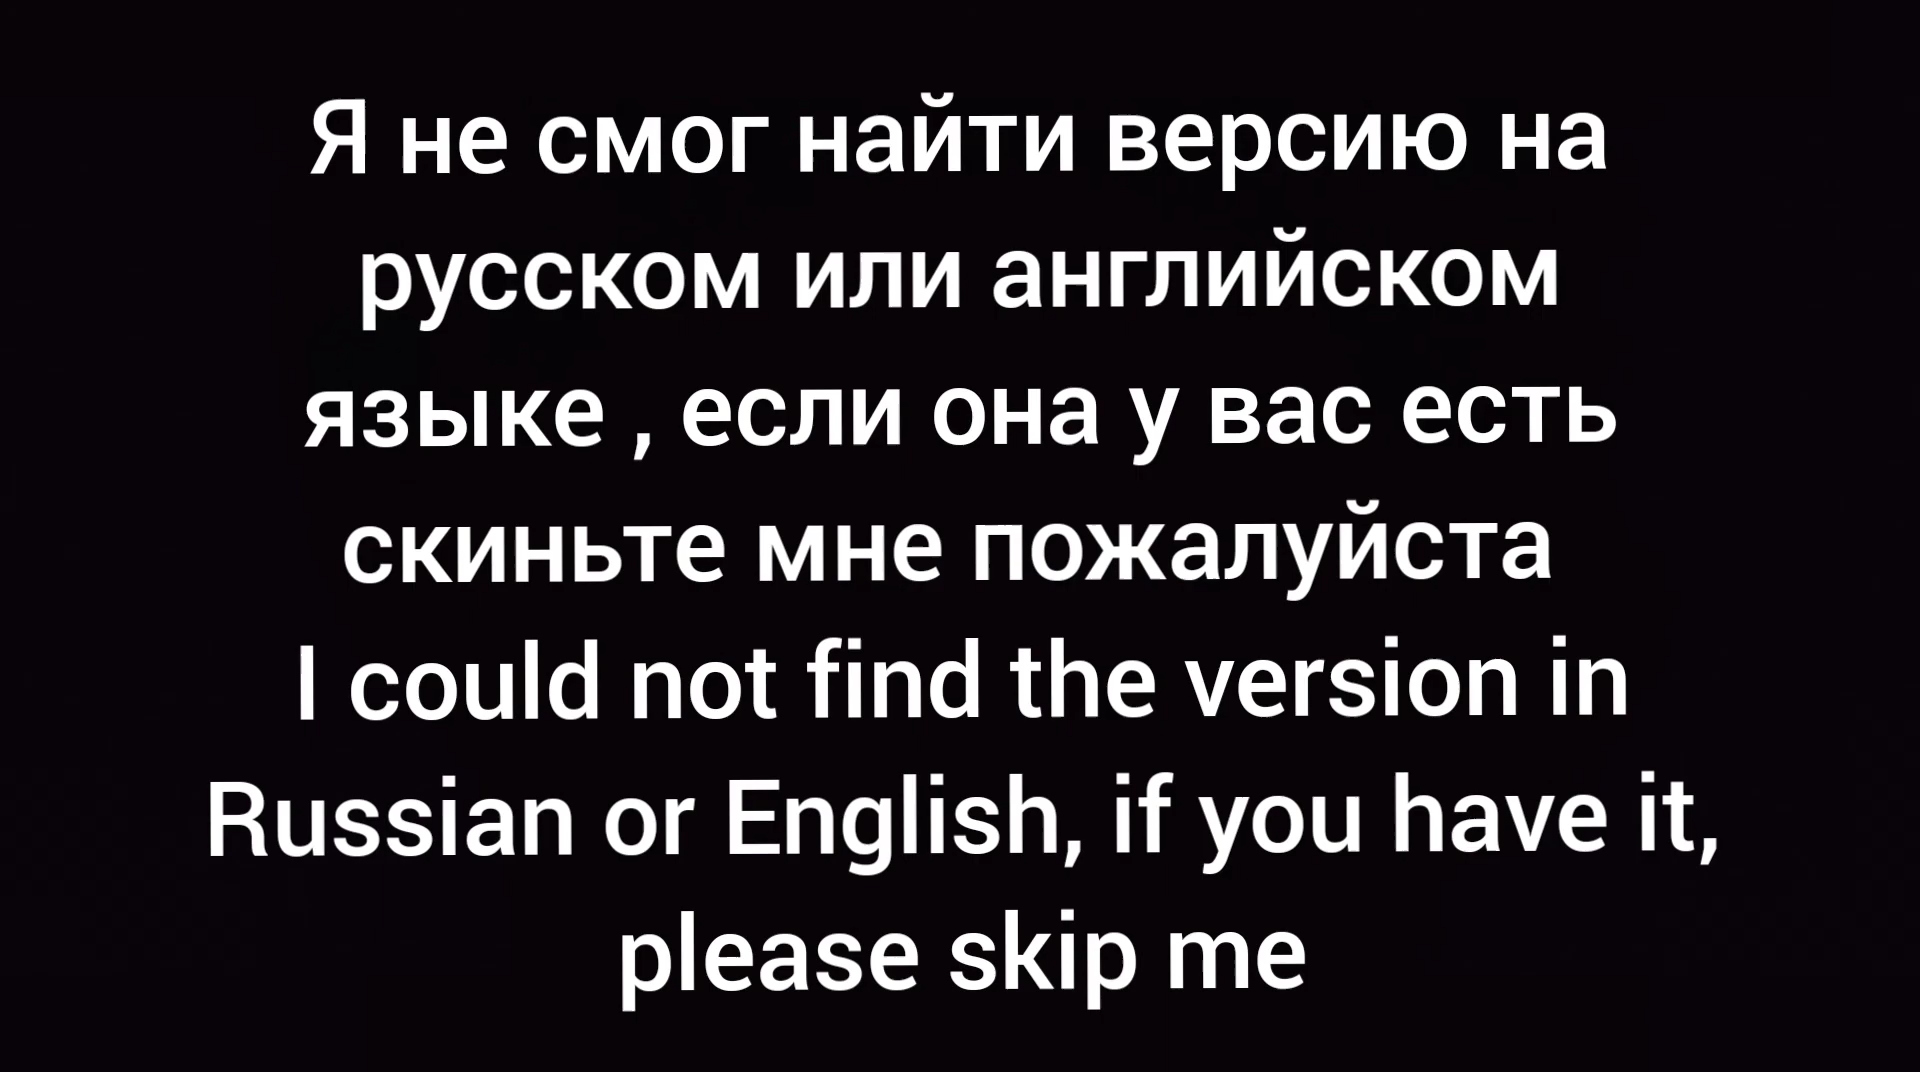 Я не смог найти версию на
русском или английском
языке , если она у вас есть
скиньте мне пожалуйста
I could not find the version in
Russian or English, if you have it,
please skip me